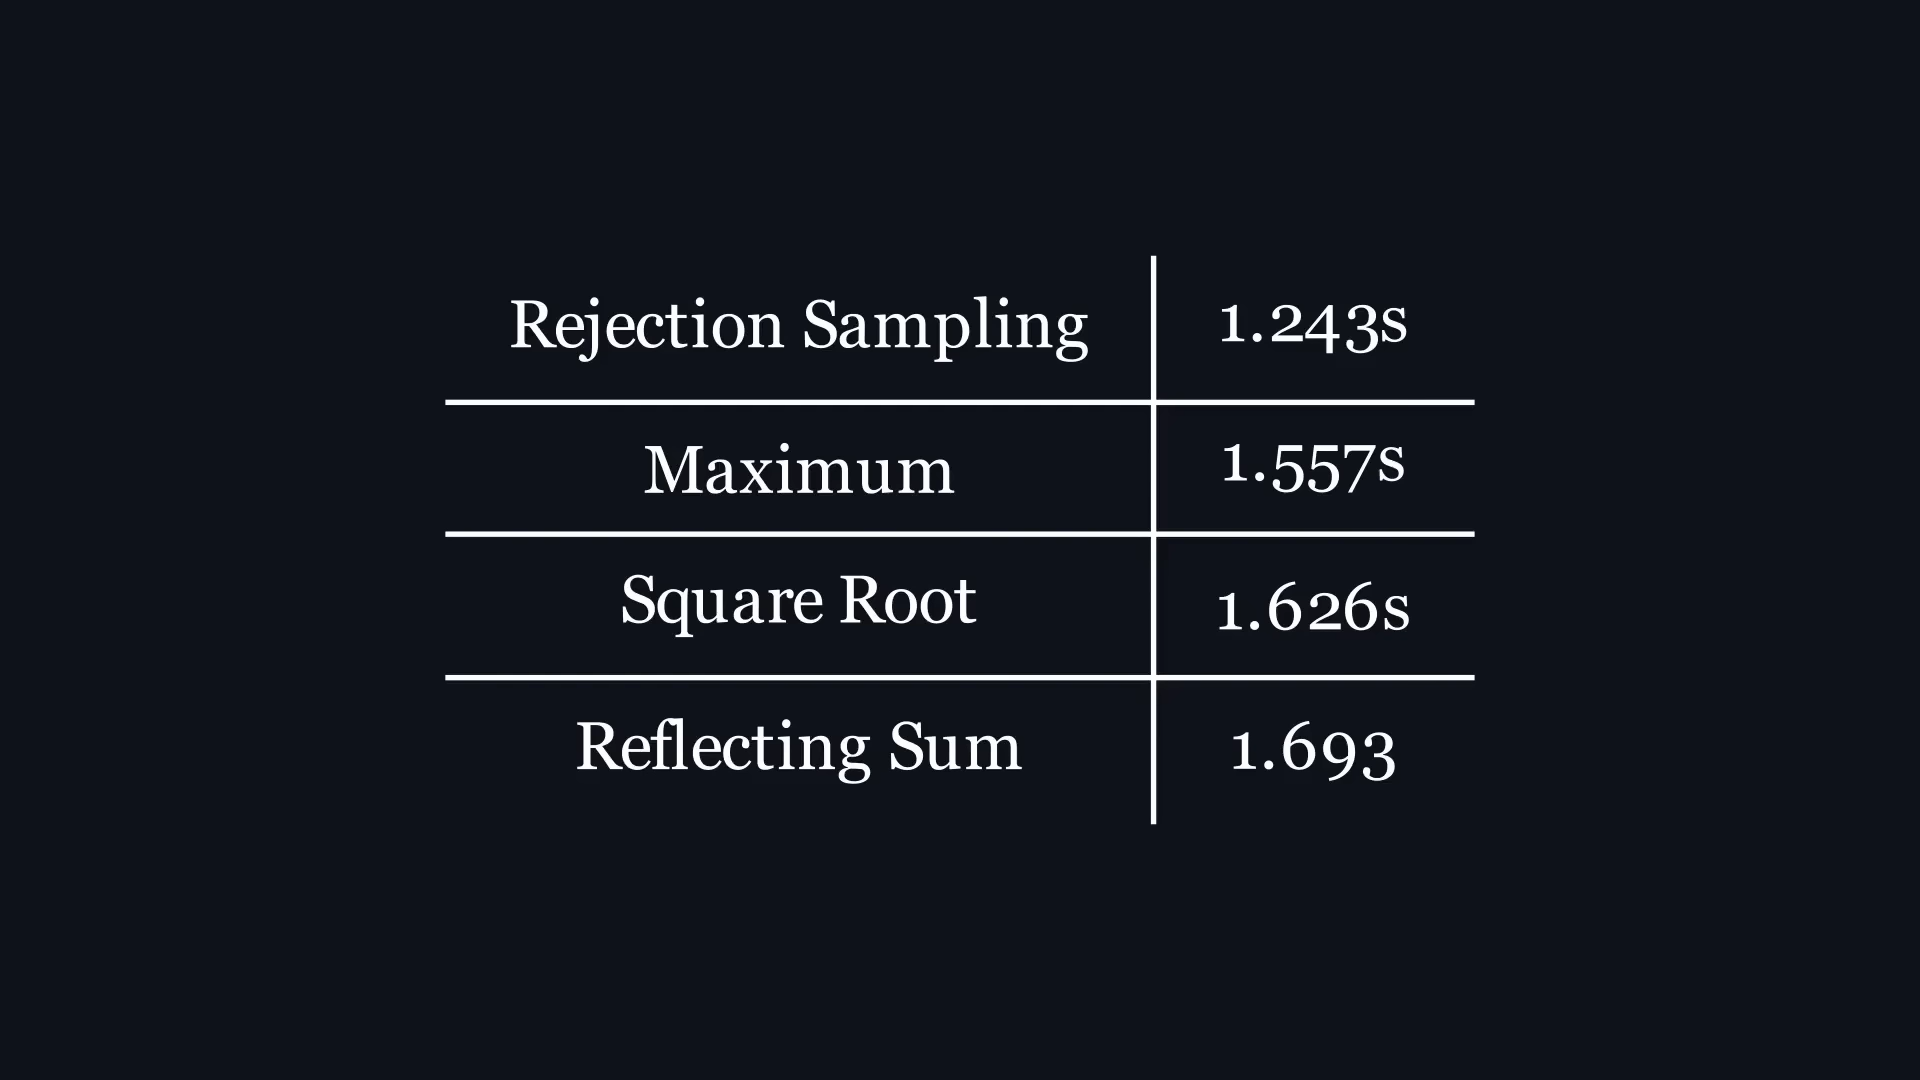 Rejection Sampling 1.243s
Maximum 1.557s
Square Root 1.626s
Reflecting Sum 1.693